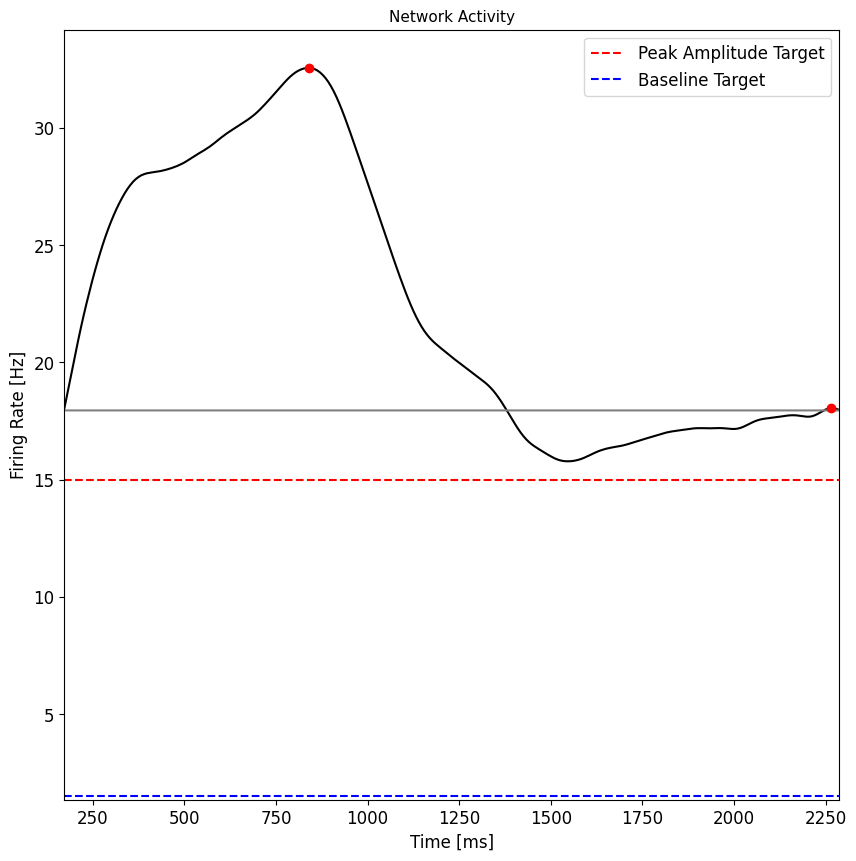 Network Activity
Peak Amplitude Target
Baseline Target
Firing Rate [Hz]
30
25
20
15
10
5
250 500 750 1000 1250 1500 1750 2000 2250
Time [ms]